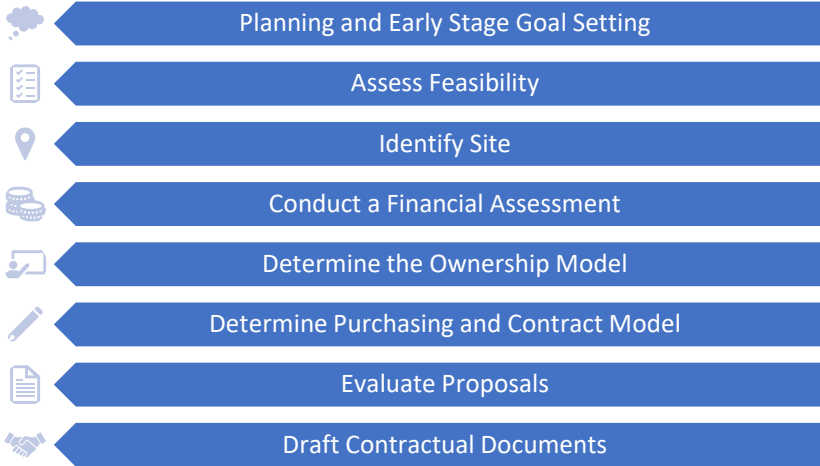 Planning and Early Stage Goal Setting
Assess Feasibility
Identify Site
Conduct a Financial Assessment
Determine the Ownership Model
Determine Purchasing and Contract Model
Evaluate Proposals
Draft Contractual Documents